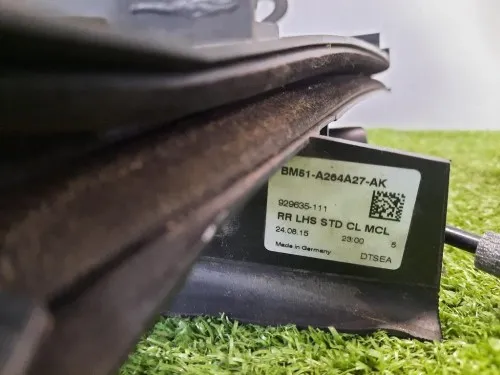 BM51-A264A27-AK
929635-111
RR LHS STD CL MCL
24.08.15 23:00 5
Made in Germany DTSEA